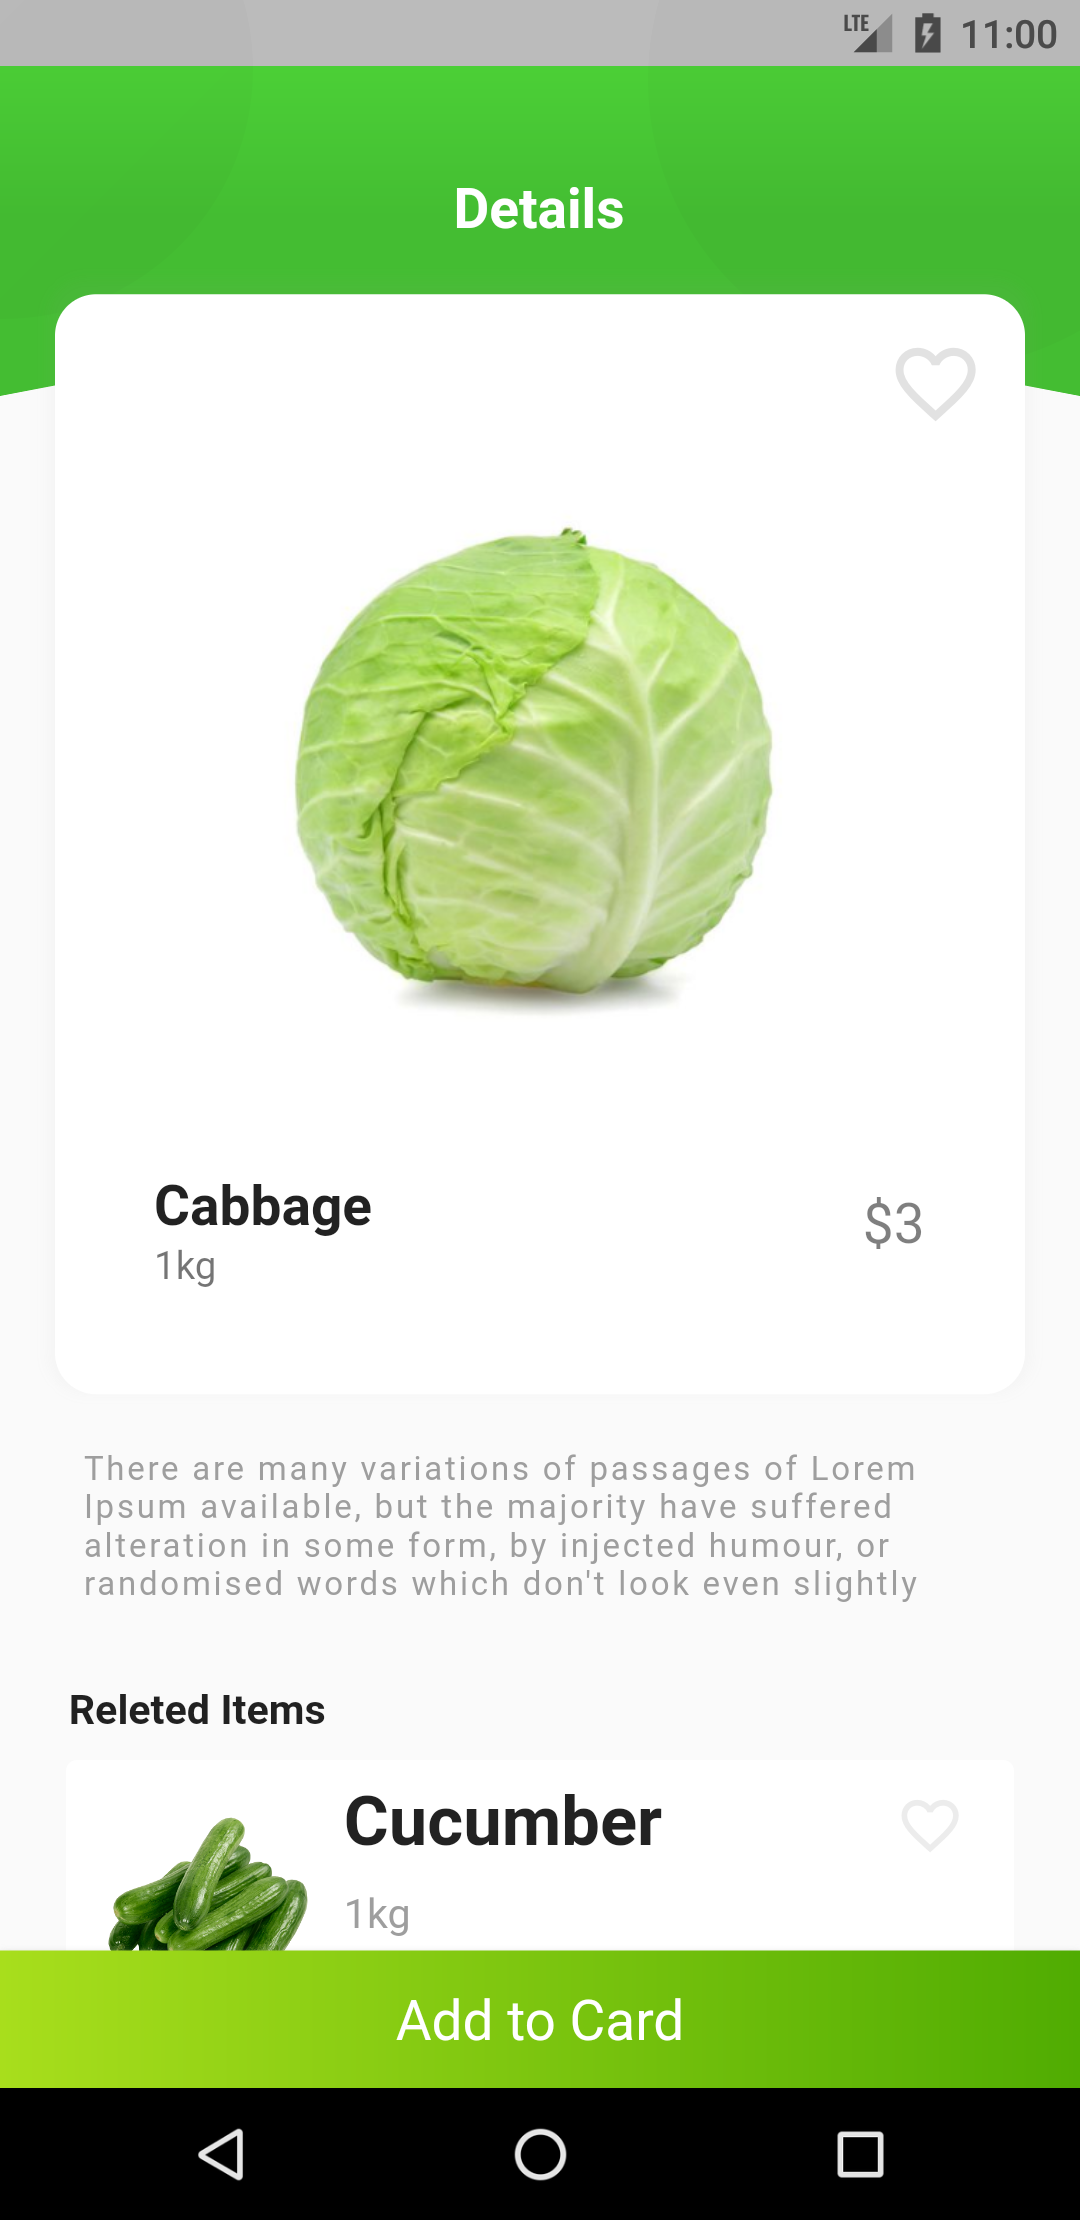 LTE 11:00
Details
Cabbage
$3
1kg
There are many variations of passages of Lorem
Ipsum available, but the majority have suffered
alteration in some form, by injected humour, or
randomised words which don't look even slightly
Releted Items
Cucumber
1kg
Add to Card